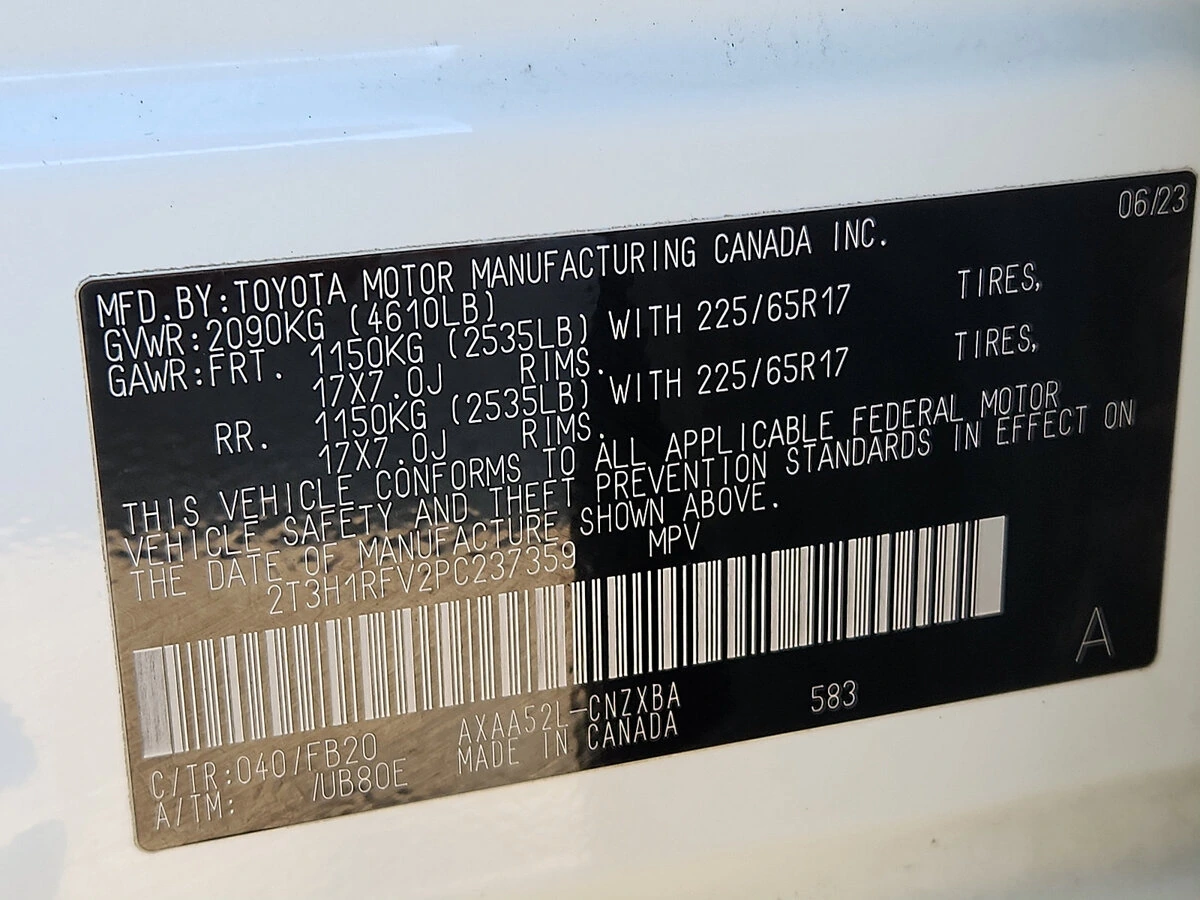 06/23
MFD.BY:TOYOTA MOTOR MANUFACTURING CANADA INC.
GVWR:2090KG (4610LB)
GAWR:FRT. 1150KG (2535LB) WITH 225/65R17 TIRES,
17X7.0J RIMS.
RR. 1150KG (2535LB) WITH 225/65R17 TIRES,
17X7.0J RIMS.
THIS VEHICLE CONFORMS TO ALL APPLICABLE FEDERAL MOTOR
VEHICLE SAFETY AND THEFT PREVENTION STANDARDS IN EFFECT ON
THE DATE OF MANUFACTURE SHOWN ABOVE.
2T3H1RFV2PC237359 MPV
A
C/TR:040/FB20 AXAA52L-CNZXBA 583
A/TM: /UB80E MADE IN CANADA